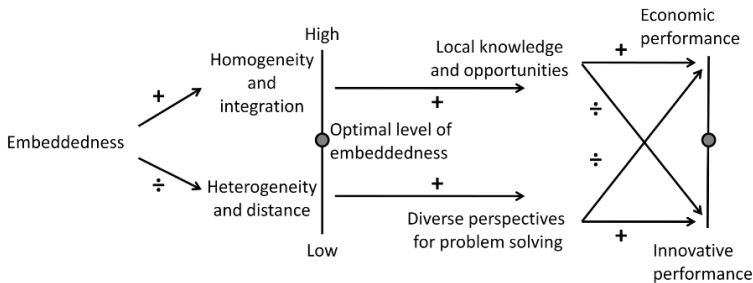 Embeddedness
+
÷
Homogeneity
and
integration
Heterogeneity
and distance
High
Optimal level of
embeddedness
Low
+
+
Local knowledge
and opportunities
Diverse perspectives
for problem solving
+
÷
÷
+
Economic
performance
Innovative
performance